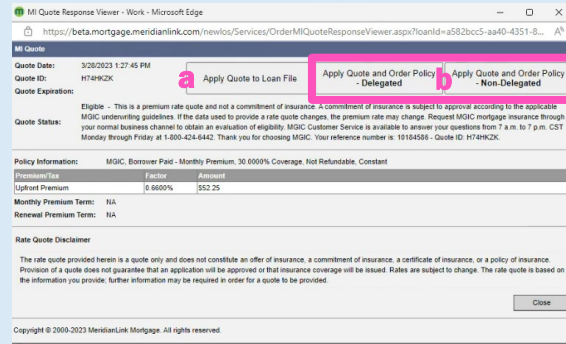 MI Quote Response Viewer - Work - Microsoft Edge
https://beta.mortgage.meridianlink.com/newlos/Services/OrderMIQuoteResponseViewer.aspx?loanId=a582bcc5-aa40-4351-8...
MI Quote
Quote Date: 3/28/2023 1:27:45 PM
Quote ID: H74HKZK
Quote Expiration:
a
Apply Quote to Loan File
Apply Quote and Order Policy
- Delegated
b
Apply Quote and Order Policy
- Non-Delegated
Quote Status:
Eligible - This is a premium rate quote and not a commitment of insurance. A commitment of insurance is subject to approval according to the applicable
MGIC underwriting guidelines. If the data used to provide a rate quote changes, the premium rate may change. Request MGIC mortgage insurance through
your normal business channel to obtain an evaluation of eligibility. MGIC Customer Service is available to answer your questions from 7 a.m. to 7 p.m. CST
Monday through Friday at 1-800-424-6442. Thank you for choosing MGIC. Your reference number is: 10184586 - Quote ID: H74HKZK.
Policy Information: MGIC, Borrower Paid - Monthly Premium, 30.0000% Coverage, Not Refundable, Constant
Premium/Tax Factor Amount
Upfront Premium 0.6600% $52.25
Monthly Premium Term: NA
Renewal Premium Term: NA
Rate Quote Disclaimer
The rate quote provided herein is a quote only and does not constitute an offer of insurance, a commitment of insurance, a certificate of insurance, or a policy of insurance.
Provision of a quote does not guarantee that an application will be approved or that insurance coverage will be issued. Rates are subject to change. The rate quote is based on
the information you provide; further information may be required in order for a quote to be provided.
Close
Copyright © 2000-2023 MeridianLink Mortgage. All rights reserved.